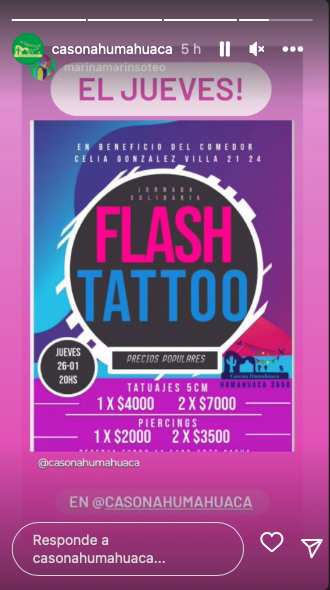 casonahumahuaca 5 h
marinamarinsoteo
EL JUEVES!
EN BENEFICIO DEL COMEDOR
CELIA GONZALEZ VILLA 21 24
JORNADA
SOLIDARIA
FLASH
TATTOO
JUEVES
26-01
20HS
PRECIOS POPULARES
Casona Humahuaca
HUMAHUACA 3508
TATUAJES 5CM
1 X $4000 2 X $7000
PIERCINGS
1 X $2000 2 X $3500
@casonahumahuaca
EN @CASONAHUMAHUACA
Responde a
casonahumahuaca...